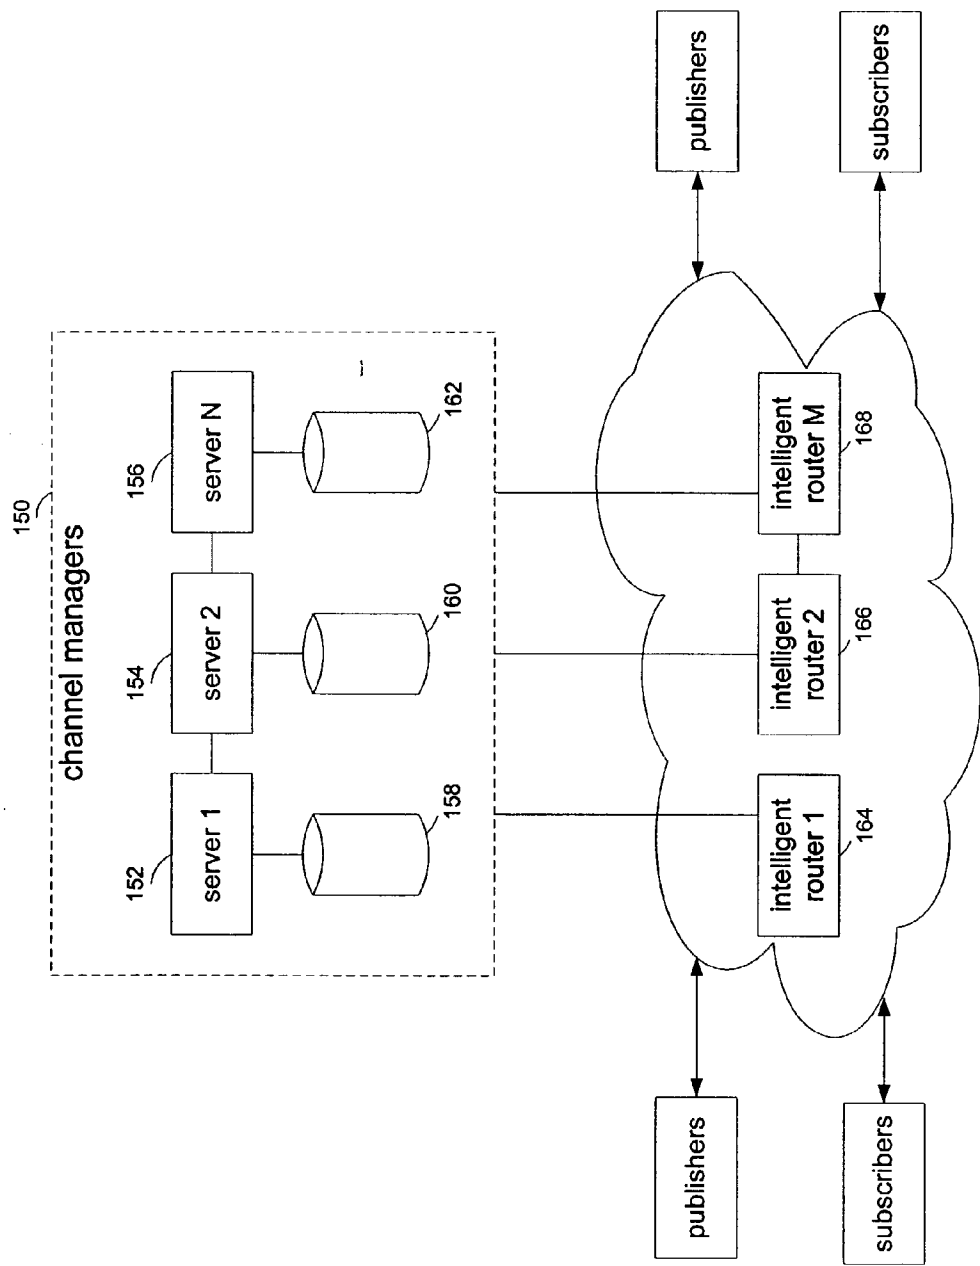 150
channel managers
152
154
156
server 1
server 2
server N
158
160
162
intelligent
router 1
intelligent
router 2
intelligent
router M
164
166
168
publishers
publishers
subscribers
subscribers